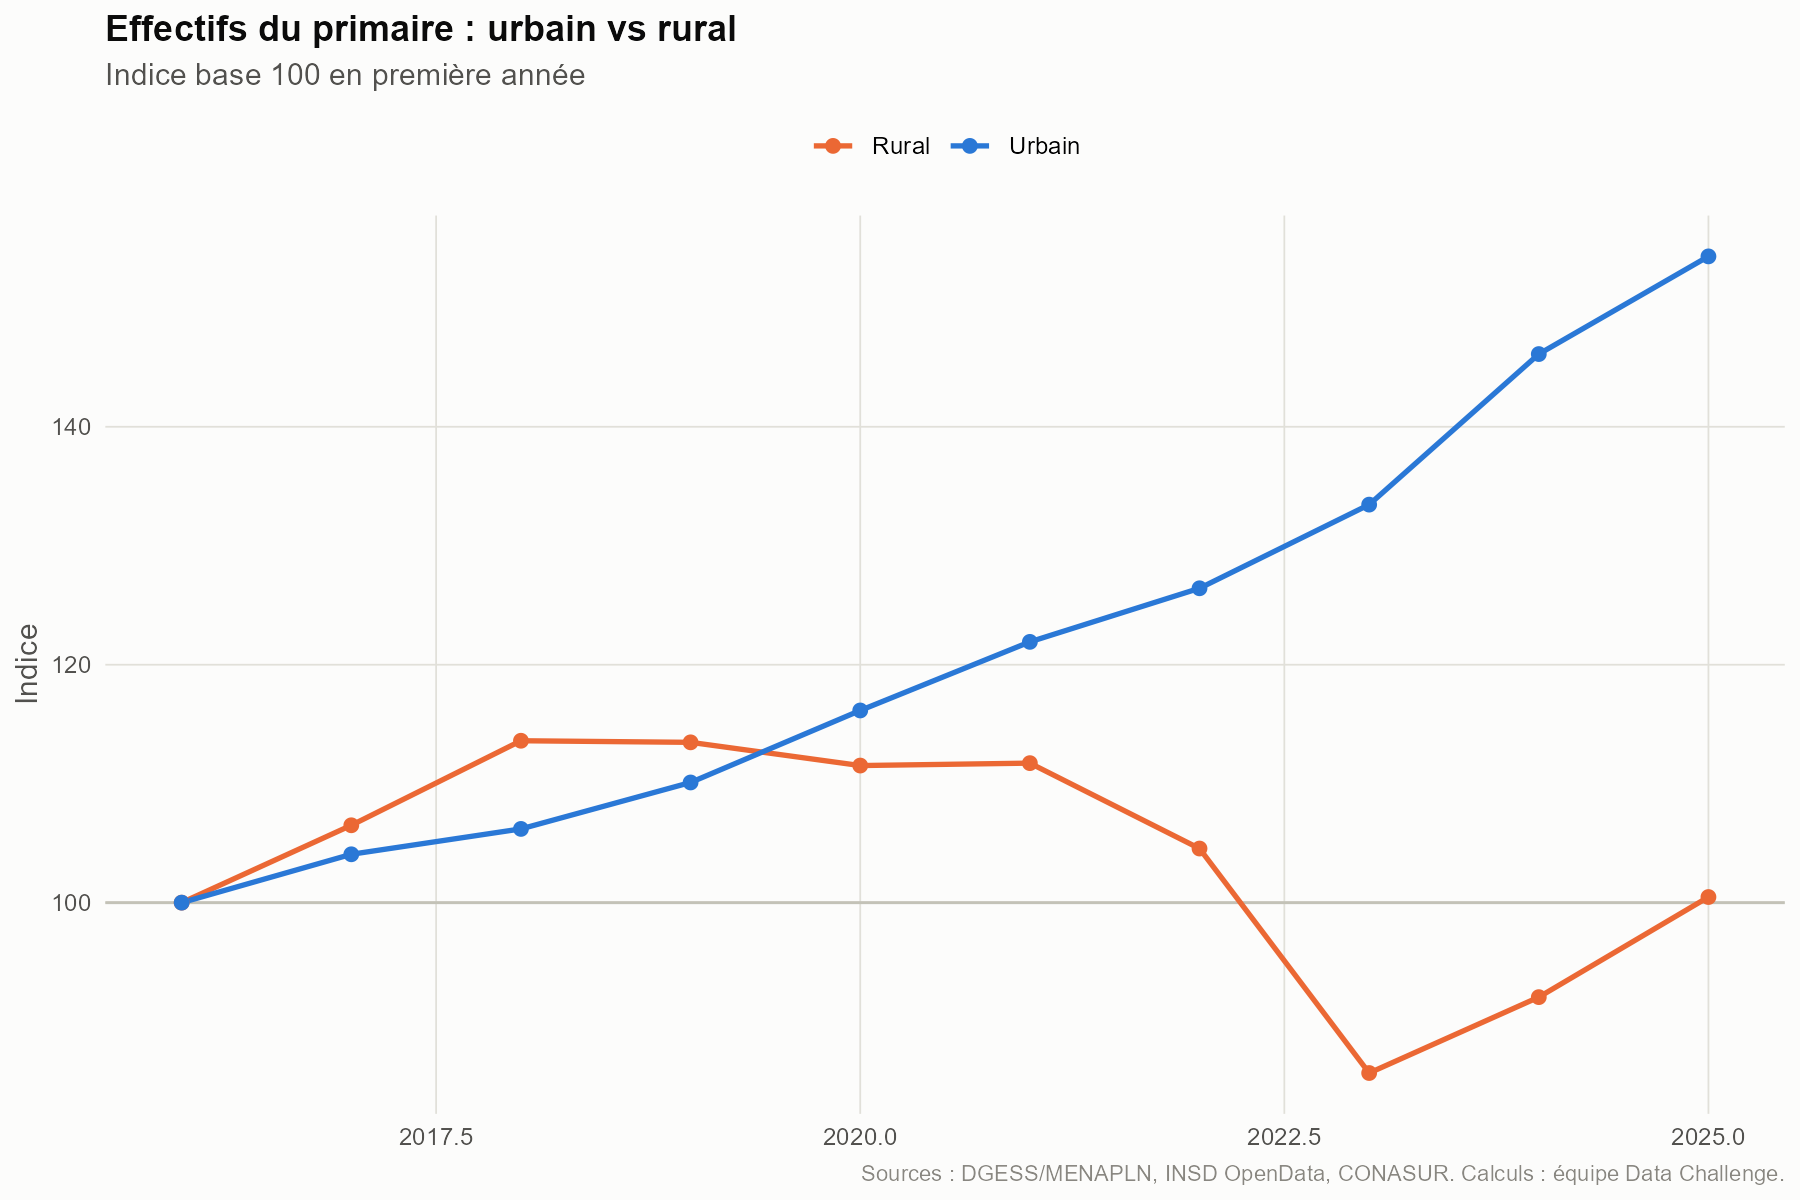 Effectifs du primaire : urbain vs rural
Indice base 100 en première année
Rural Urbain
140
120
100
Indice
2017.5 2020.0 2022.5 2025.0
Sources : DGESS/MENAPLN, INSD OpenData, CONASUR. Calculs : équipe Data Challenge.